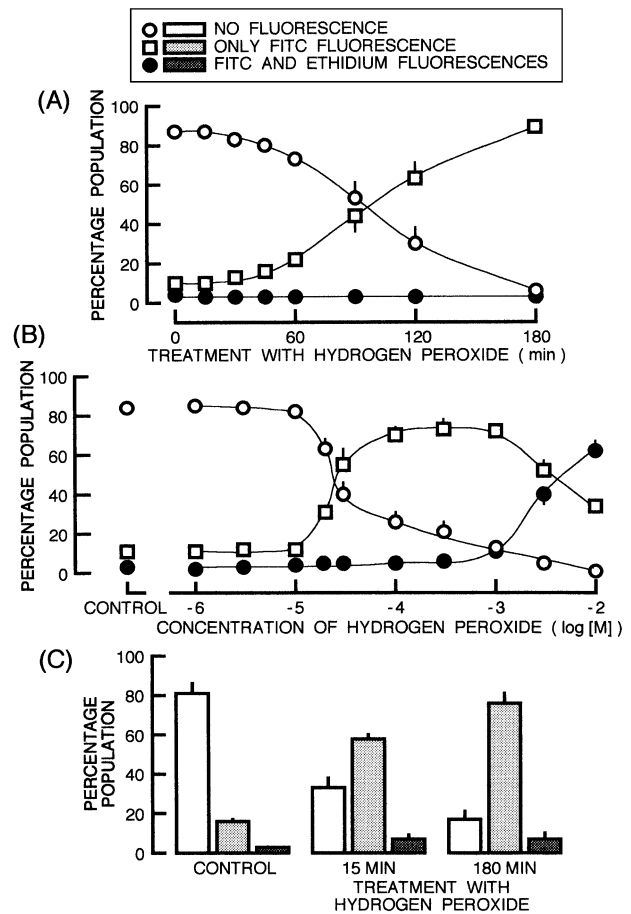 NO FLUORESCENCE
ONLY FITC FLUORESCENCE
FITC AND ETHIDIUM FLUORESCENCES
(A)
PERCENTAGE POPULATION
100
80
60
40
20
0
0 60 120 180
TREATMENT WITH HYDROGEN PEROXIDE ( min )
(B)
PERCENTAGE POPULATION
100
80
60
40
20
0
CONTROL -6 -5 -4 -3 -2
CONCENTRATION OF HYDROGEN PEROXIDE ( log [M] )
(C)
PERCENTAGE
POPULATION
100
80
60
40
20
0
CONTROL 15 MIN 180 MIN
TREATMENT WITH
HYDROGEN PEROXIDE